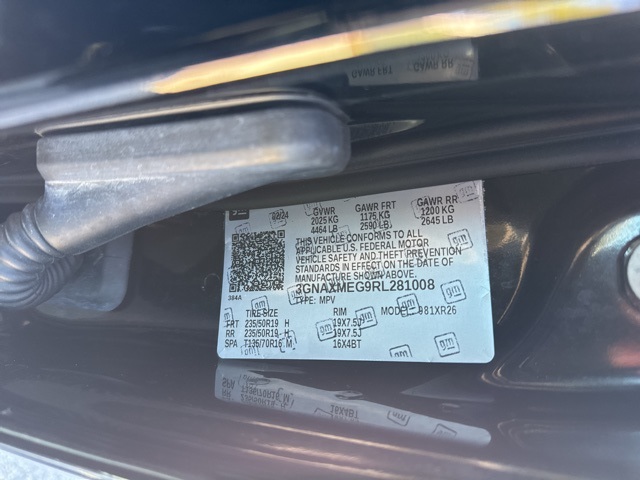 gm 02/24 GVWR GAWR FRT GAWR RR
2025 KG 1175 KG 1200 KG
4464 LB 2590 LB 2645 LB
THIS VEHICLE CONFORMS TO ALL
APPLICABLE U.S. FEDERAL MOTOR
VEHICLE SAFETY AND THEFT PREVENTION
STANDARDS IN EFFECT ON THE DATE OF
MANUFACTURE SHOWN ABOVE.
384A 3GNAXMEG9RL281008
TYPE: MPV
MODEL: 981XR26
TIRE SIZE RIM
FRT 235/50R19 H 19X7.5J
RR 235/50R19 H 19X7.5J
SPA T135/70R16 M 16X4BT